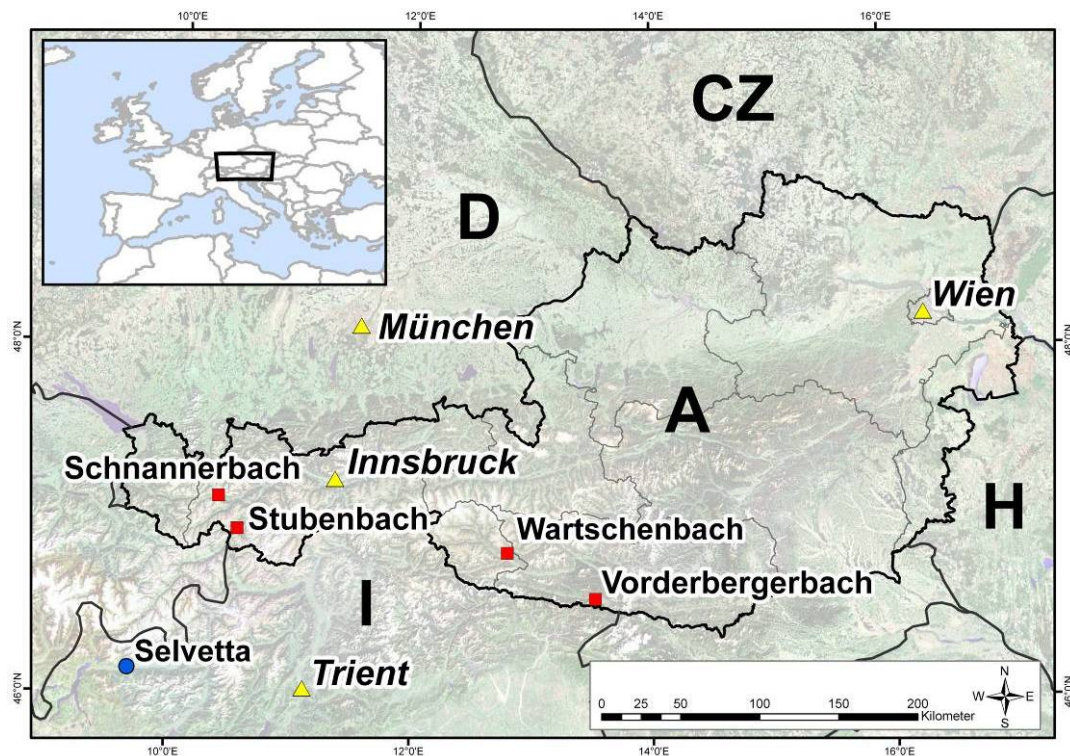 10°0'E 12°0'E 14°0'E 16°0'E
CZ
D
Wien
München
48°0'N 48°0'N
A
Innsbruck
Schnannerbach
H
Stubenbach
Wartschenbach
Vorderbergerbach
I
Selvetta
Trient
46°0'N 46°0'N
N
W E
S
0 25 50 100 150 200
Kilometer
10°0'E 12°0'E 14°0'E 16°0'E